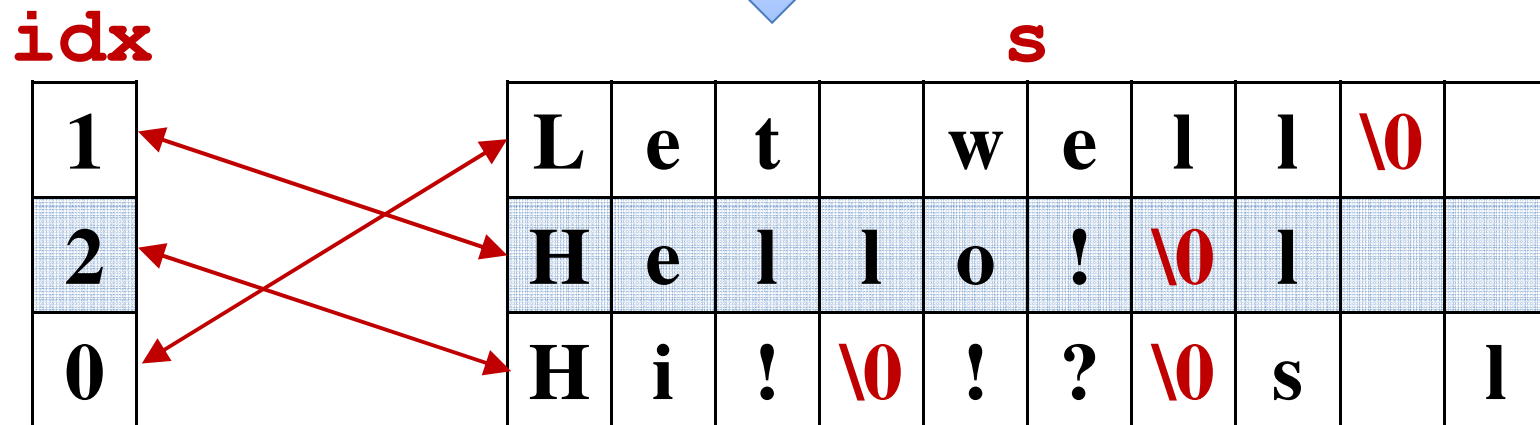 idx s
1 L e t w e l l \0
2 H e l l o ! \0 l
0 H i ! \0 ! ? \0 s l